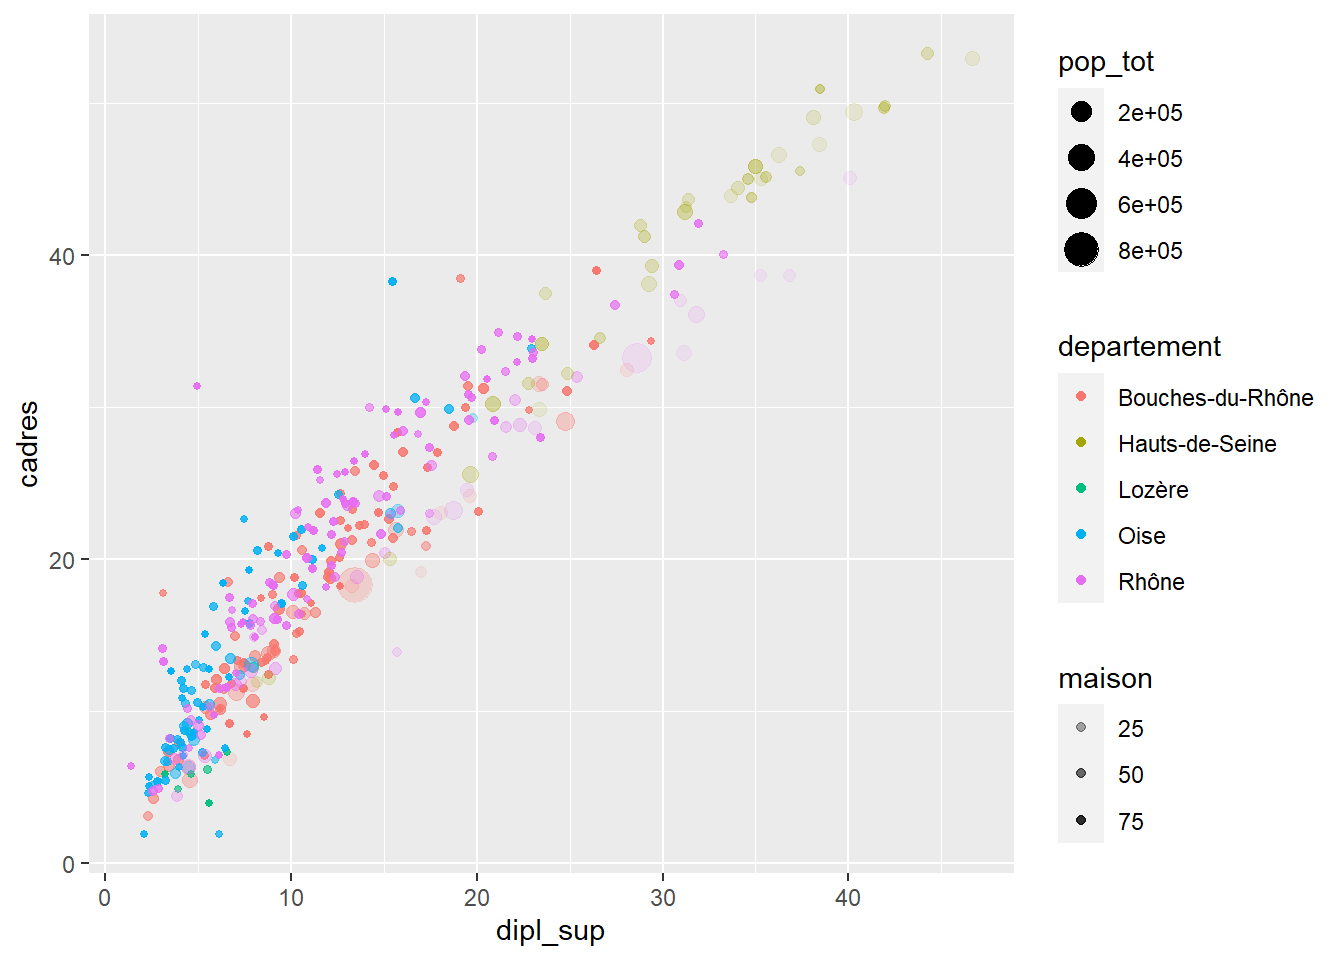 cadres
40
20
0
0
10
20
30
40
dipl_sup
pop_tot
2e+05
4e+05
6e+05
8e+05
departement
Bouches-du-Rhône
Hauts-de-Seine
Lozère
Oise
Rhône
maison
25
50
75